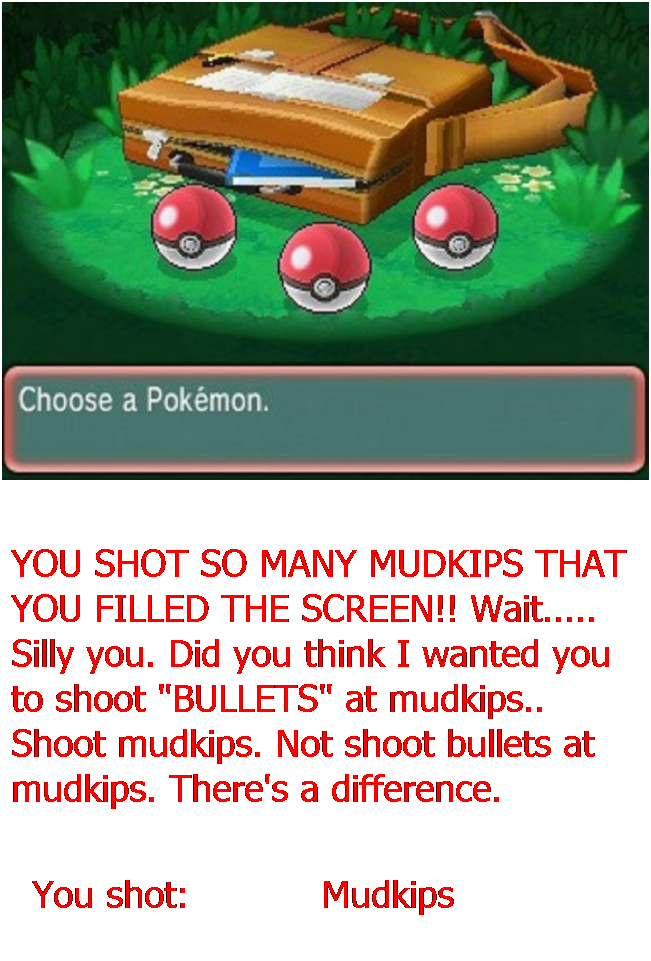 Choose a Pokémon.
YOU SHOT SO MANY MUDKIPS THAT
YOU FILLED THE SCREEN!! Wait.....
Silly you. Did you think I wanted you
to shoot "BULLETS" at mudkips..
Shoot mudkips. Not shoot bullets at
mudkips. There's a difference.
You shot: Mudkips